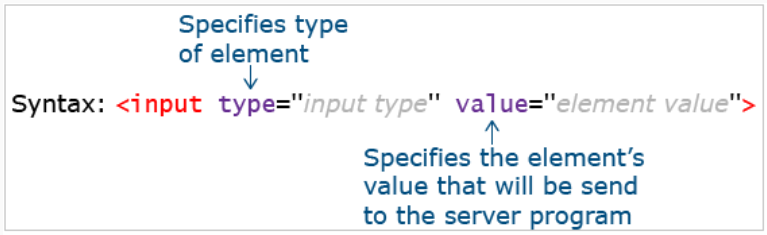 Specifies type
of element
Syntax: <input type="input type" value="element value">
Specifies the element's
value that will be send
to the server program